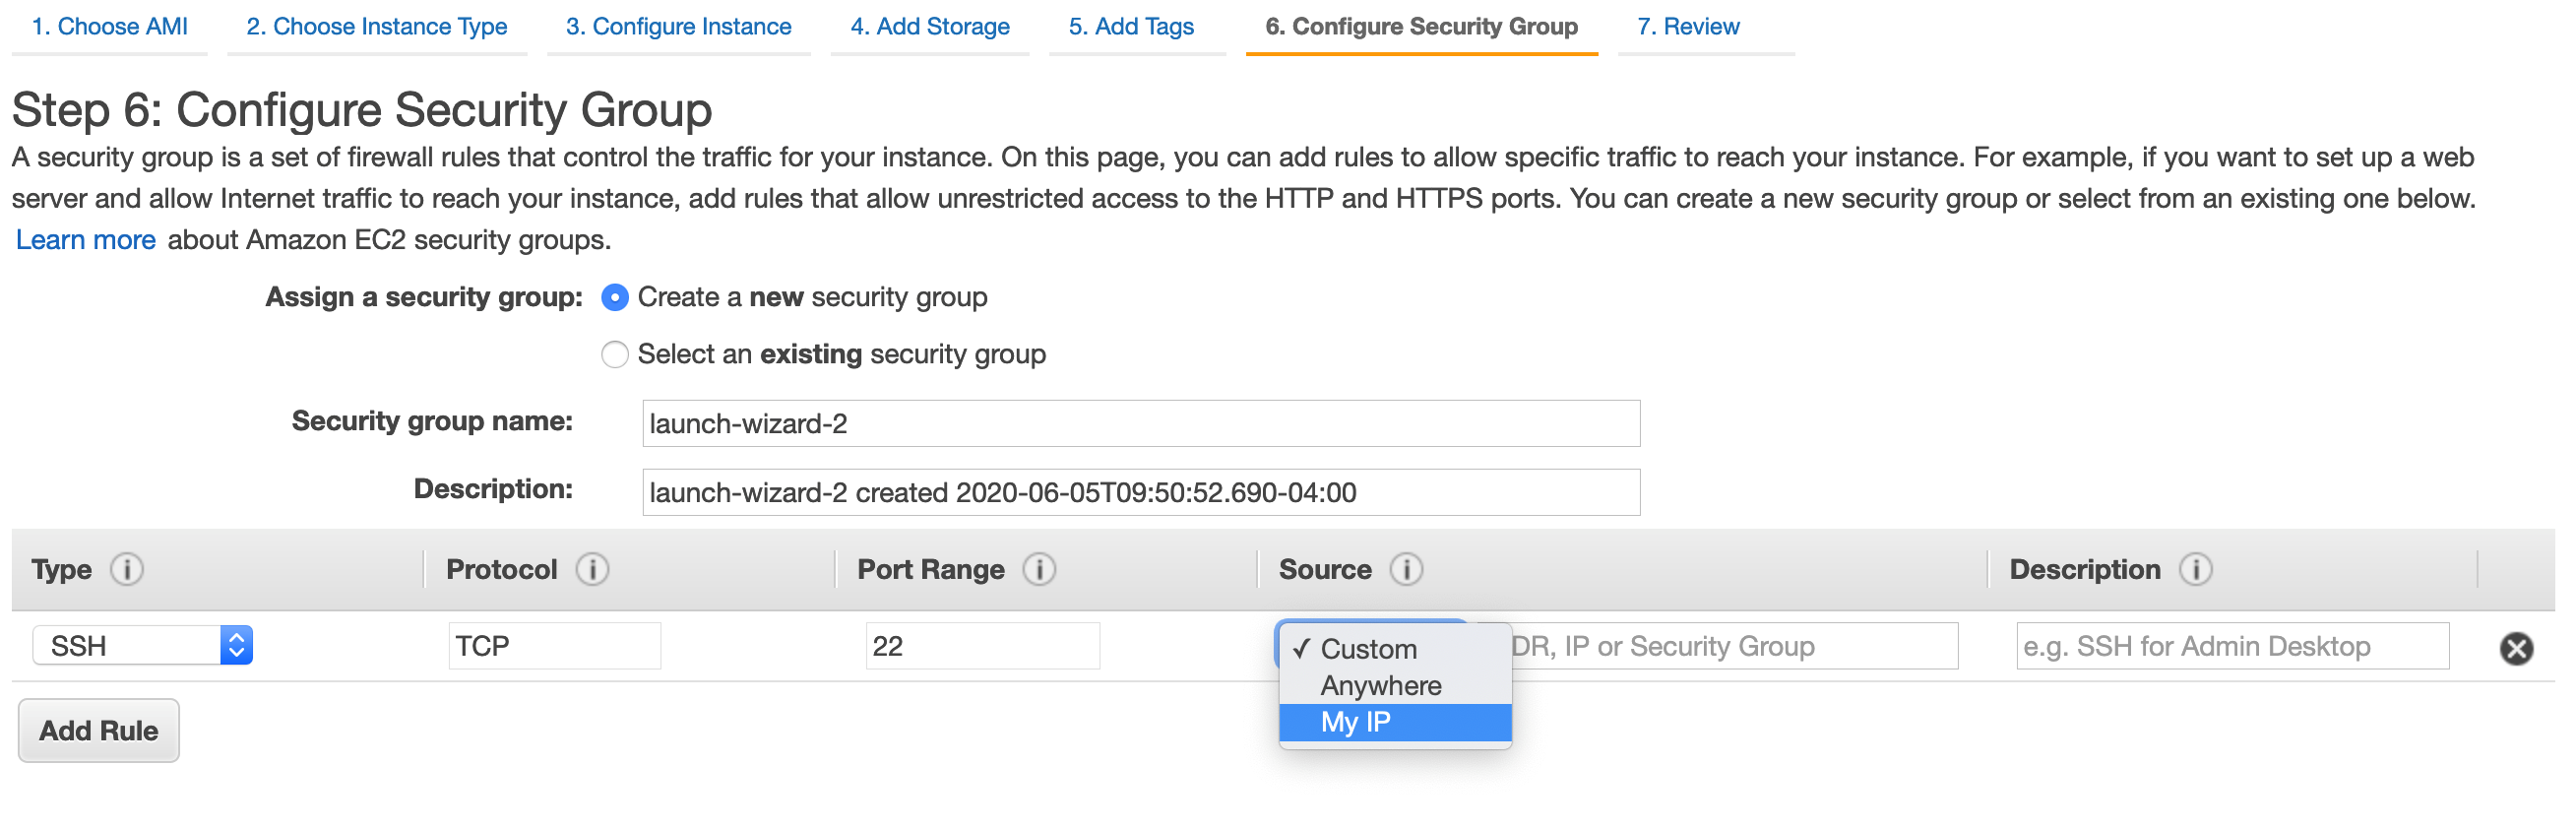 1. Choose AMI 2. Choose Instance Type 3. Configure Instance 4. Add Storage 5. Add Tags 6. Configure Security Group 7. Review
Step 6: Configure Security Group
A security group is a set of firewall rules that control the traffic for your instance. On this page, you can add rules to allow specific traffic to reach your instance. For example, if you want to set up a web
server and allow Internet traffic to reach your instance, add rules that allow unrestricted access to the HTTP and HTTPS ports. You can create a new security group or select from an existing one below.
Learn more about Amazon EC2 security groups.
Assign a security group: Create a new security group
Select an existing security group
Security group name: launch-wizard-2
Description: launch-wizard-2 created 2020-06-05T09:50:52.690-04:00
Type Protocol Port Range Source Description
SSH TCP 22 ✓ Custom DR, IP or Security Group e.g. SSH for Admin Desktop
Anywhere
My IP
Add Rule